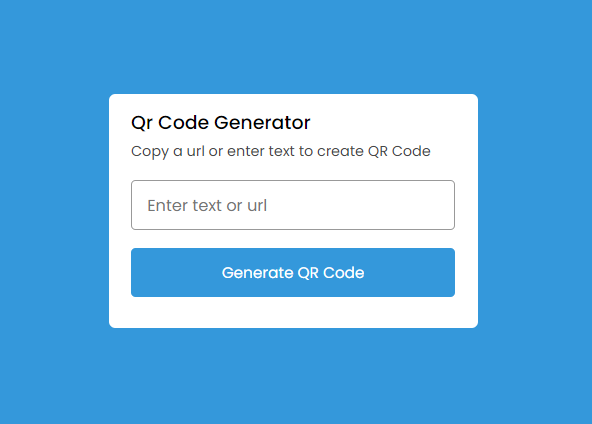 Qr Code Generator
Copy a url or enter text to create QR Code
Enter text or url
Generate QR Code